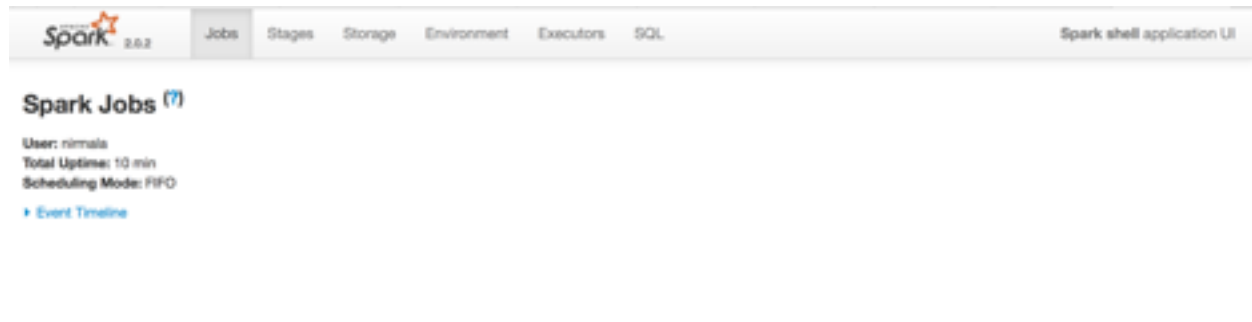 APACHE Spark 2.0.2 Jobs Stages Storage Environment Executors SQL Spark shell application UI
Spark Jobs (?)
User: nirmala
Total Uptime: 10 min
Scheduling Mode: FIFO
Event Timeline